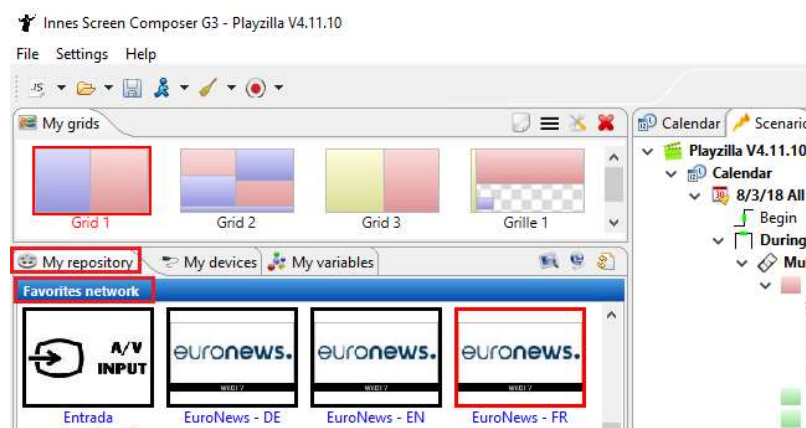 Innes Screen Composer G3 - Playzilla V4.11.10
File Settings Help
JS
My grids
Grid 1 Grid 2 Grid 3 Grille 1
My repository My devices My variables
Favorites network
A/V
INPUT
euronews. euronews. euronews.
Entrada EuroNews - DE EuroNews - EN EuroNews - FR
Calendar Scenario
Playzilla V4.11.10
Calendar
8/3/18 All
Begin
During
Mu